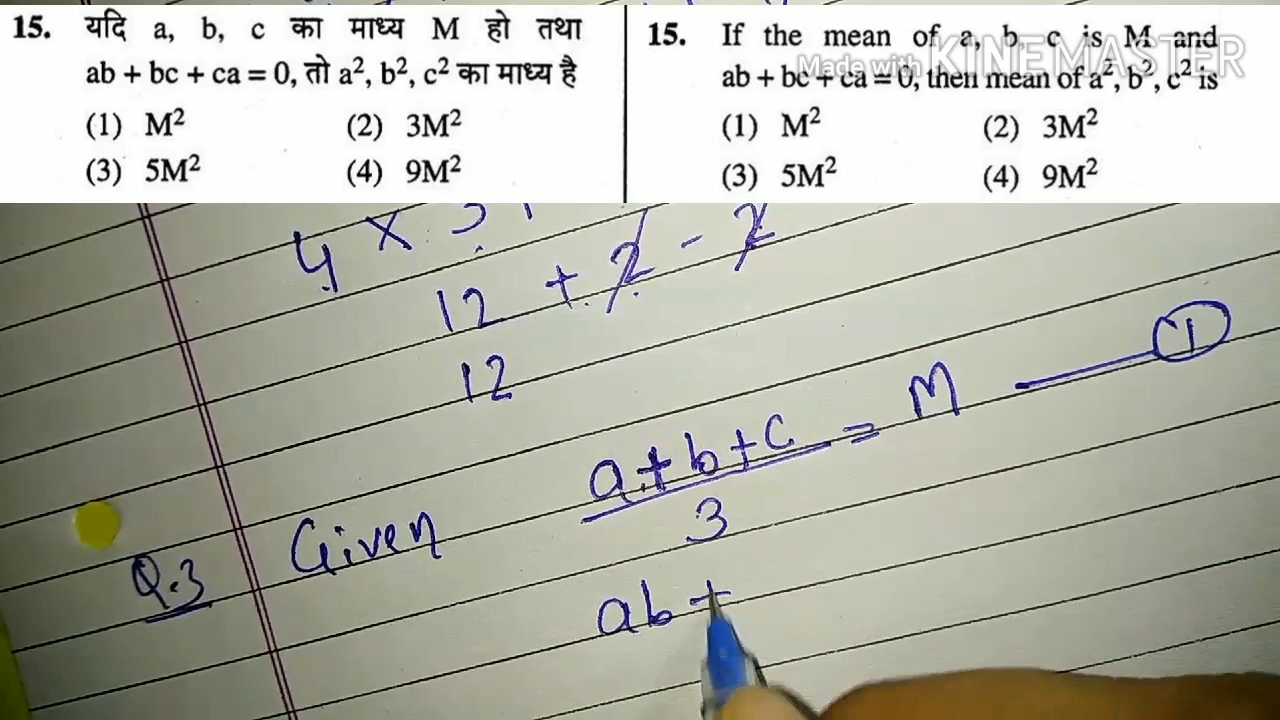 15. यदि a, b, c का माध्य M हो तथा
ab + bc + ca = 0, तो a², b², c² का माध्य है
(1) M² (2) 3M²
(3) 5M² (4) 9M²
15. If the mean of a, b, c is M and
ab + bc + ca = 0, then mean of a², b², c² is
(1) M² (2) 3M²
(3) 5M² (4) 9M²
Made with KINEMASTER
4 ×
12 + 2 - 2
12
Q.3 Given a+b+c = M 1
3
ab +